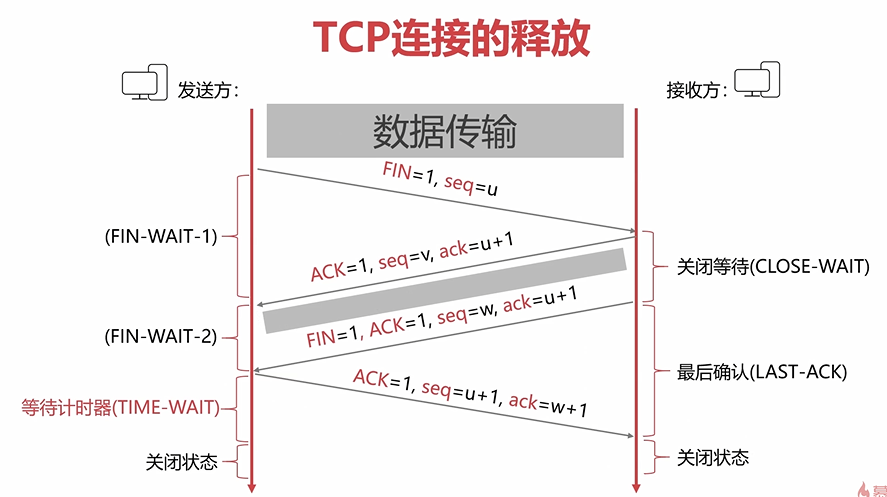 TCP连接的释放
发送方:
接收方:
数据传输
FIN=1, seq=u
(FIN-WAIT-1)
ACK=1, seq=v, ack=u+1
关闭等待(CLOSE-WAIT)
(FIN-WAIT-2)
FIN=1, ACK=1, seq=w, ack=u+1
最后确认(LAST-ACK)
ACK=1, seq=u+1, ack=w+1
等待计时器(TIME-WAIT)
关闭状态
关闭状态